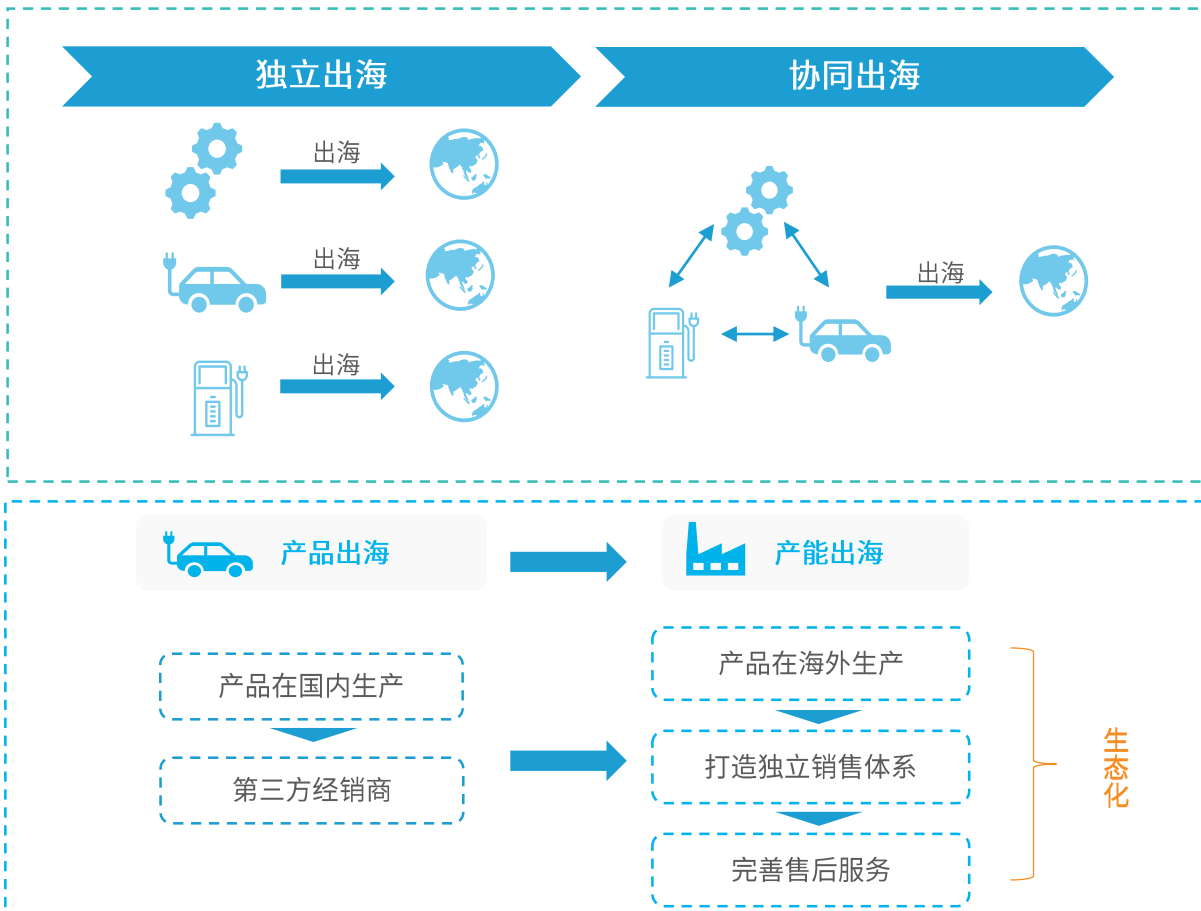 独立出海
协同出海
出海
出海
出海
出海
产品出海
产能出海
产品在国内生产
第三方经销商
产品在海外生产
打造独立销售体系
完善售后服务
生态化